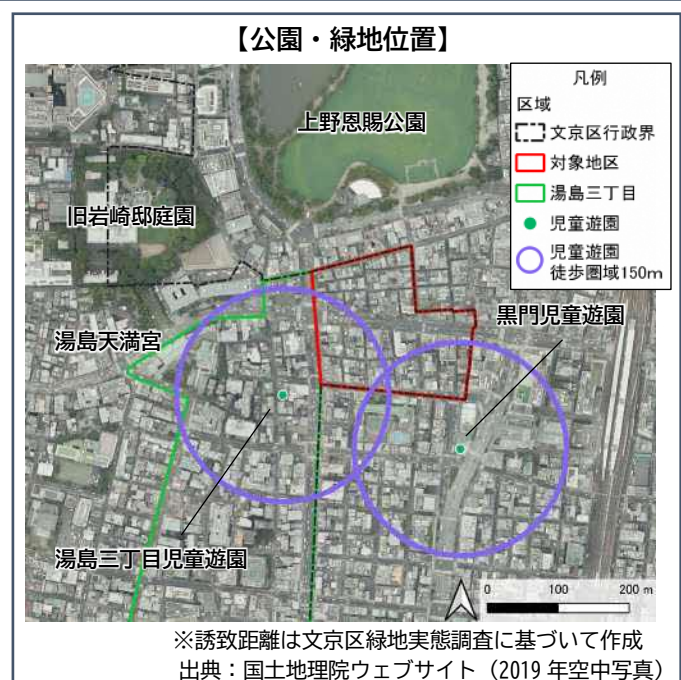 【公園・緑地位置】
凡例
区域
文京区行政界
対象地区
湯島三丁目
児童遊園
児童遊園
徒歩圏域150m
上野恩賜公園
旧岩崎邸庭園
黒門児童遊園
湯島天満宮
湯島三丁目児童遊園
0 100 200 m
※誘致距離は文京区緑地実態調査に基づいて作成
出典：国土地理院ウェブサイト（2019 年空中写真）